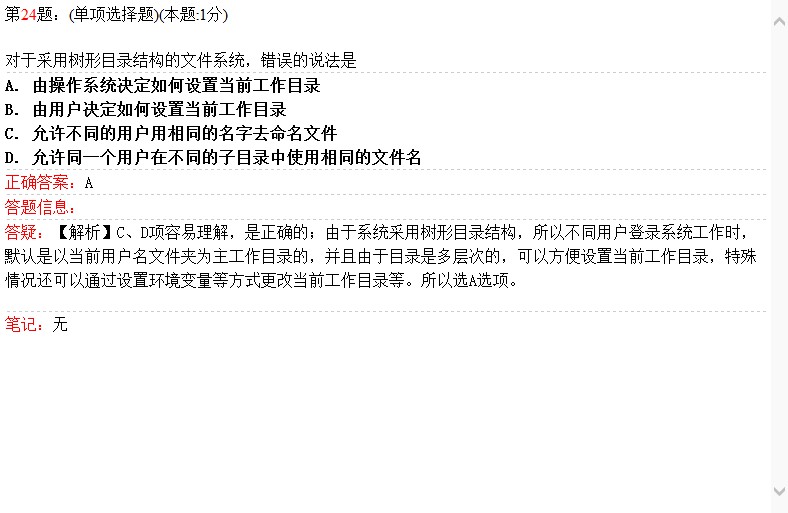 第24题: (单项选择题)(本题:1分)
对于采用树形目录结构的文件系统，错误的说法是
A. 由操作系统决定如何设置当前工作目录
B. 由用户决定如何设置当前工作目录
C. 允许不同的用户用相同的名字去命名文件
D. 允许同一个用户在不同的子目录中使用相同的文件名
正确答案: A
答题信息:
答疑: 【解析】C、D项容易理解，是正确的；由于系统采用树形目录结构，所以不同用户登录系统工作时，
默认是以当前用户名文件夹为主工作目录的，并且由于目录是多层次的，可以方便设置当前工作目录，特殊
情况还可以通过设置环境变量等方式更改当前工作目录等。所以选A选项。
笔记: 无